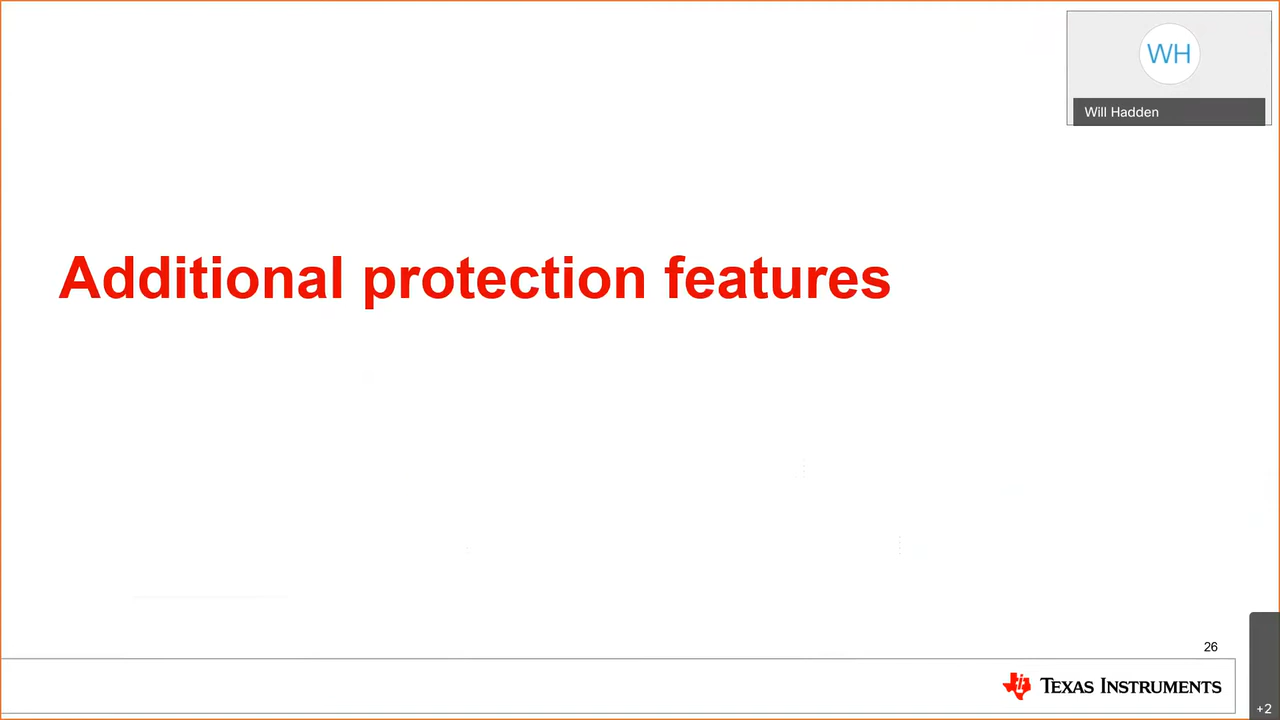 WH
Will Hadden
Additional protection features
26
TEXAS INSTRUMENTS
+2